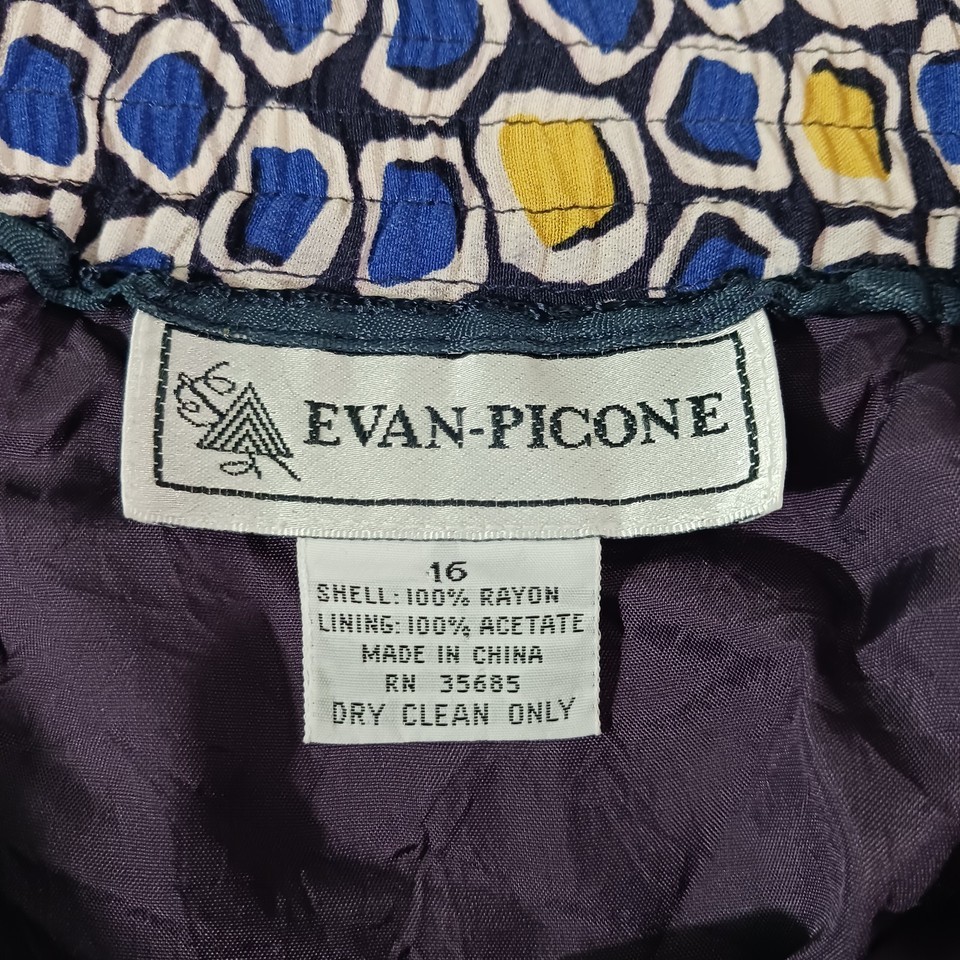 EVAN-PICONE
16
SHELL: 100% RAYON
LINING: 100% ACETATE
MADE IN CHINA
RN 35685
DRY CLEAN ONLY